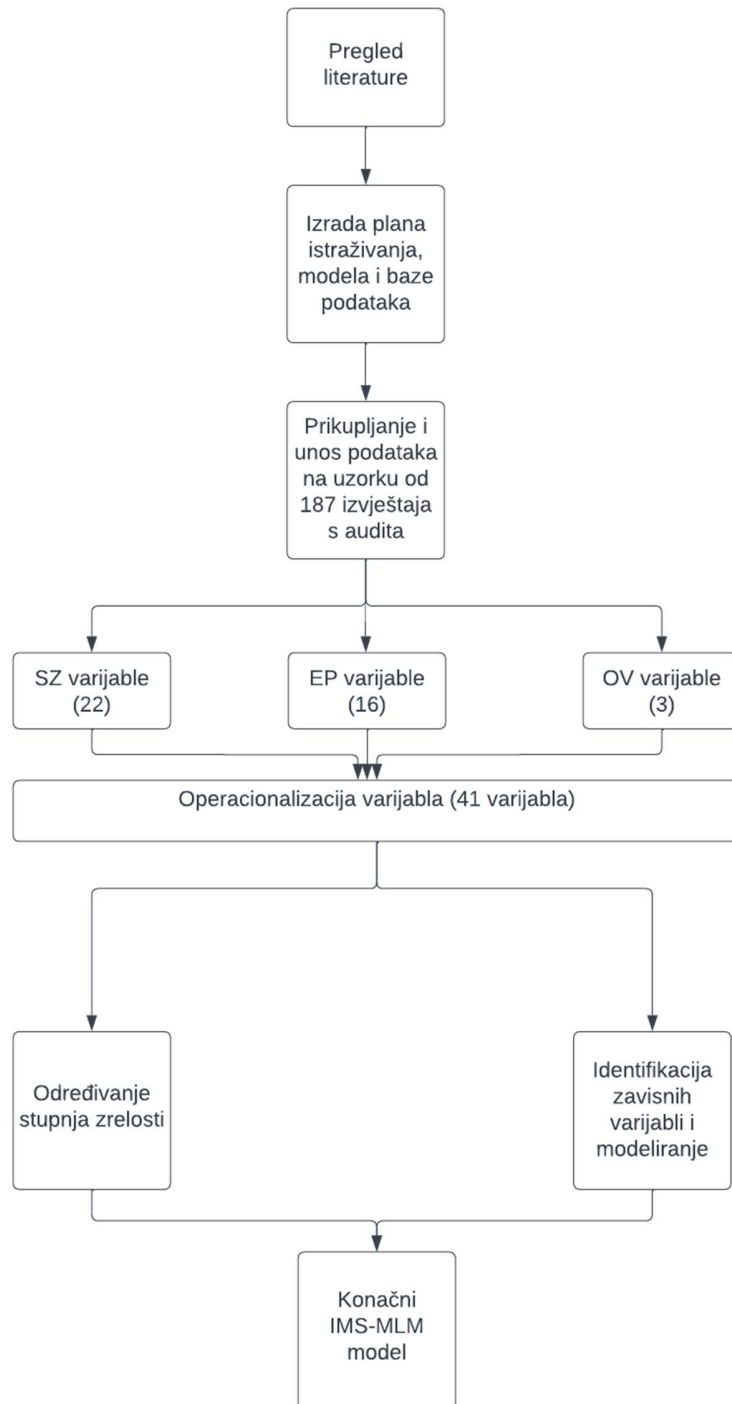 Pregled
literature
Izrada plana
istraživanja,
modela i baze
podataka
Prikupljanje i
unos podataka
na uzorku od
187 izvještaja
s audita
SZ varijable
(22)
EP varijable
(16)
OV varijable
(3)
Operacionalizacija varijabla (41 varijabla)
Određivanje
stupnja zrelosti
Identifikacija
zavisnih
varijabli i
modeliranje
Konačni
IMS-MLM
model